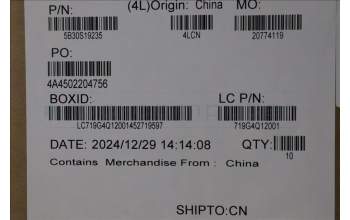 P/N: (4L)Origin: China MO:
5B30S19235 4LCN 20774119
PO:
4A4502204756
BOXID: LC P/N:
LC719G4Q12001452719597 719G4Q12001
DATE: 2024/12/29 14:14:08 QTY:
10
Contains Merchandise From : China
SHIPTO:CN